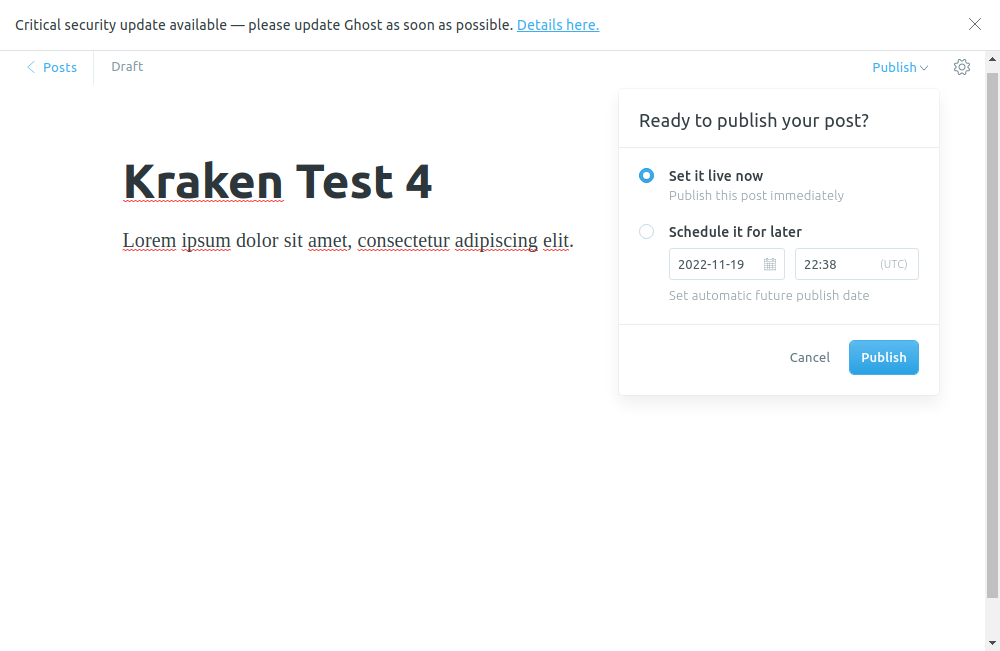 Critical security update available — please update Ghost as soon as possible. Details here.
Posts
Draft
Publish
Ready to publish your post?
Kraken Test 4
Set it live now
Publish this post immediately
Lorem ipsum dolor sit amet, consectetur adipiscing elit.
Schedule it for later
2022-11-19
22:38
(UTC)
Set automatic future publish date
Cancel
Publish